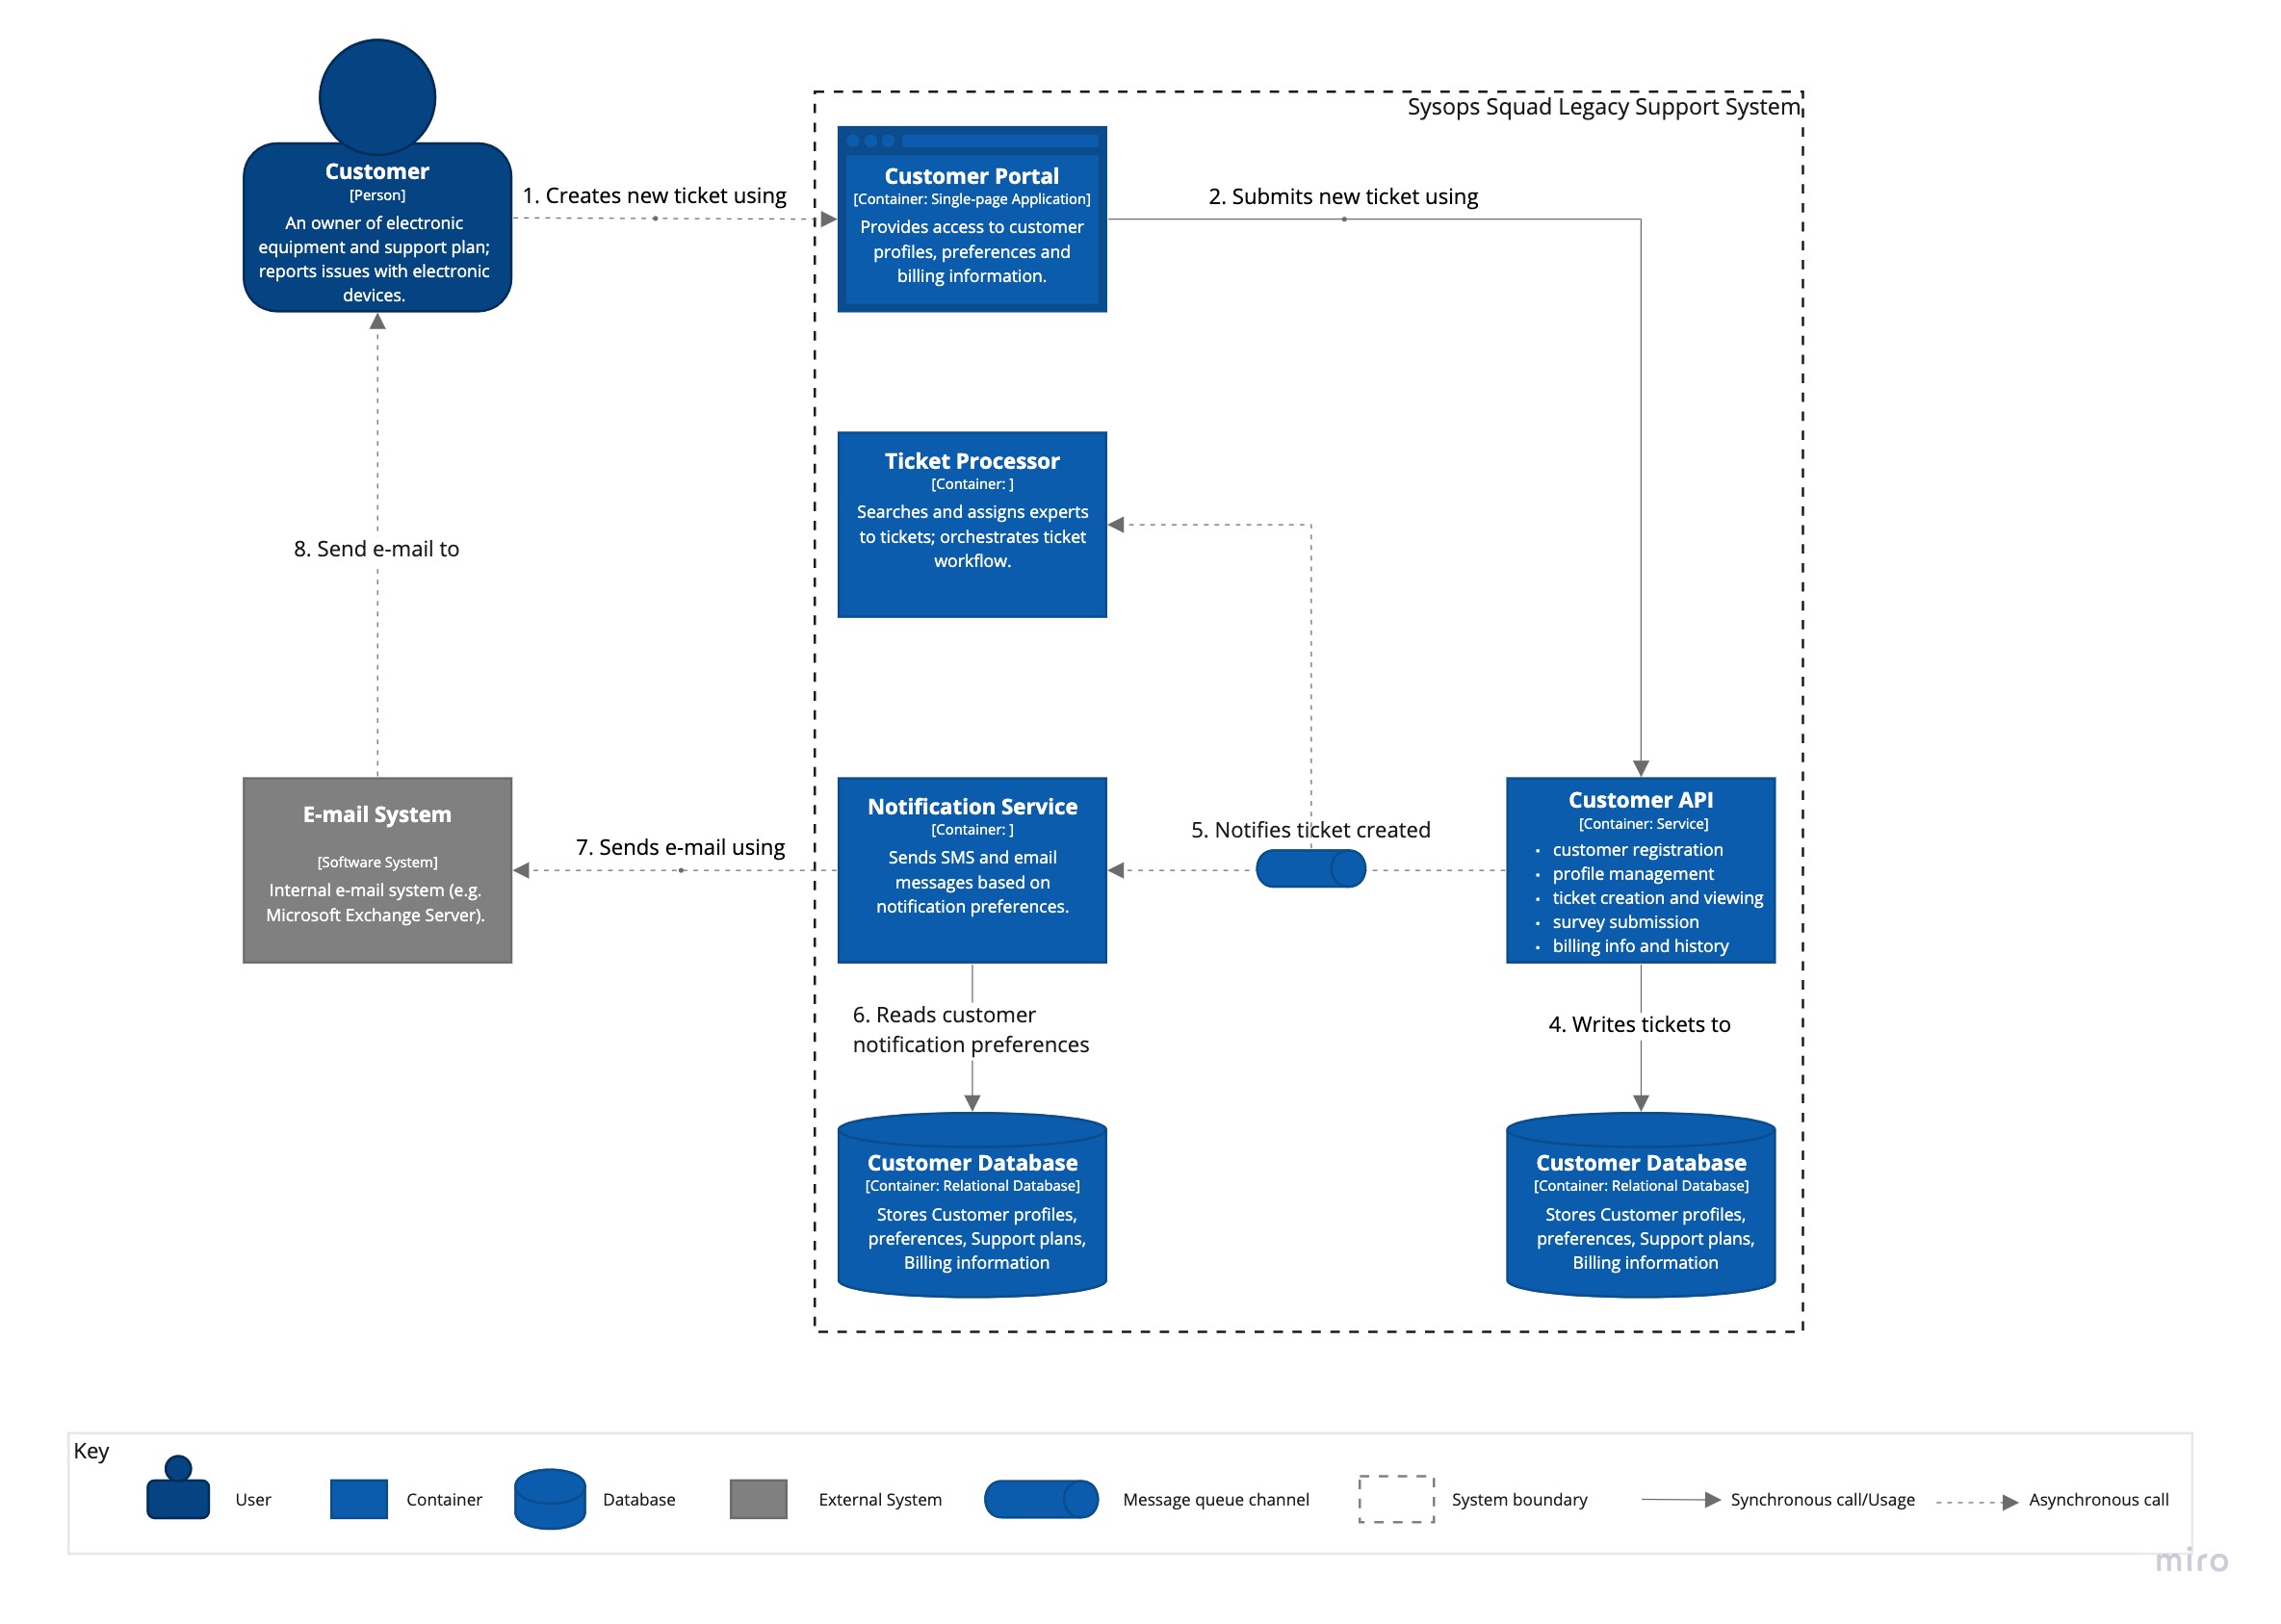 Sysops Squad Legacy Support System
Customer
[Person]
An owner of electronic
equipment and support plan;
reports issues with electronic
devices.
1. Creates new ticket using
Customer Portal
[Container: Single-page Application]
Provides access to customer
profiles, preferences and
billing information.
2. Submits new ticket using
Ticket Processor
[Container: ]
Searches and assigns experts
to tickets; orchestrates ticket
workflow.
8. Send e-mail to
E-mail System
[Software System]
Internal e-mail system (e.g.
Microsoft Exchange Server).
7. Sends e-mail using
Notification Service
[Container: ]
Sends SMS and email
messages based on
notification preferences.
5. Notifies ticket created
Customer API
[Container: Service]
• customer registration
• profile management
• ticket creation and viewing
• survey submission
• billing info and history
6. Reads customer
notification preferences
4. Writes tickets to
Customer Database
[Container: Relational Database]
Stores Customer profiles,
preferences, Support plans,
Billing information
Customer Database
[Container: Relational Database]
Stores Customer profiles,
preferences, Support plans,
Billing information
Key
User
Container
Database
External System
Message queue channel
System boundary
Synchronous call/Usage
Asynchronous call
miro